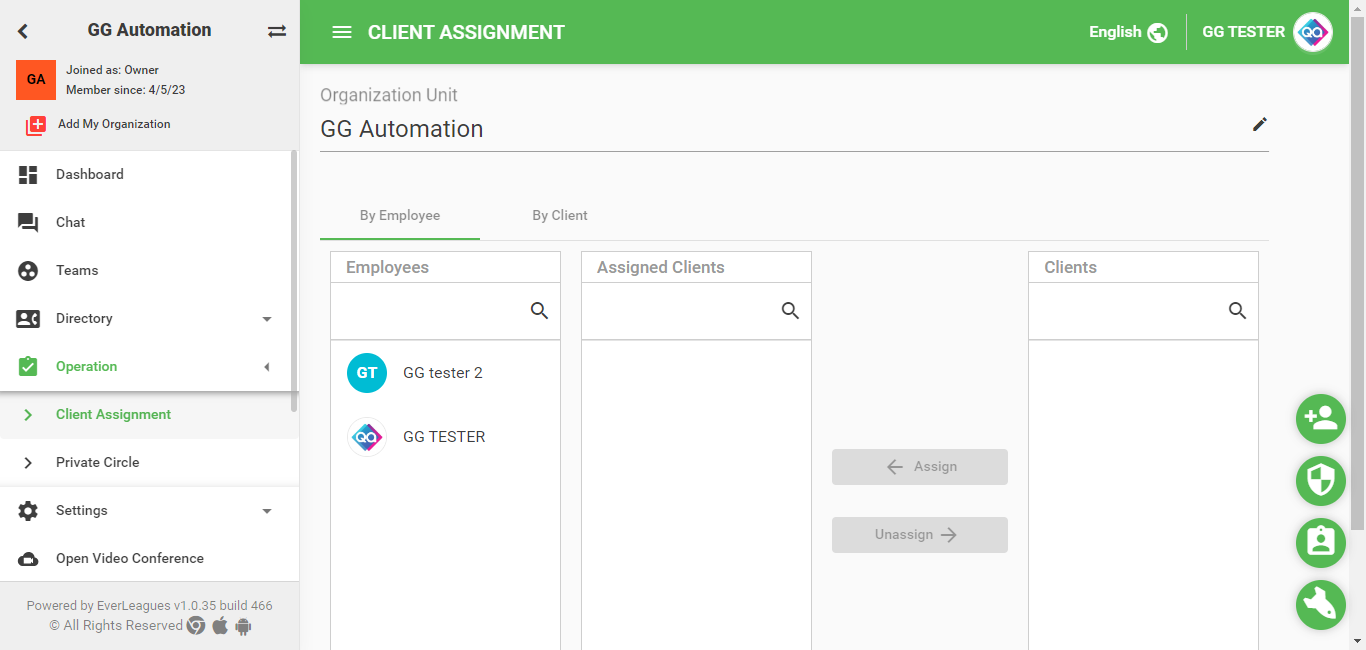 GG Automation
GA
Joined as: Owner
Member since: 4/5/23
Add My Organization
Dashboard
Chat
Teams
Directory
Operation
Client Assignment
Private Circle
Settings
Open Video Conference
Powered by EverLeagues v1.0.35 build 466
© All Rights Reserved
CLIENT ASSIGNMENT
English
GG TESTER
QA
Organization Unit
GG Automation
By Employee
By Client
Employees
GT
GG tester 2
QA
GG TESTER
Assigned Clients
Assign
Unassign
Clients